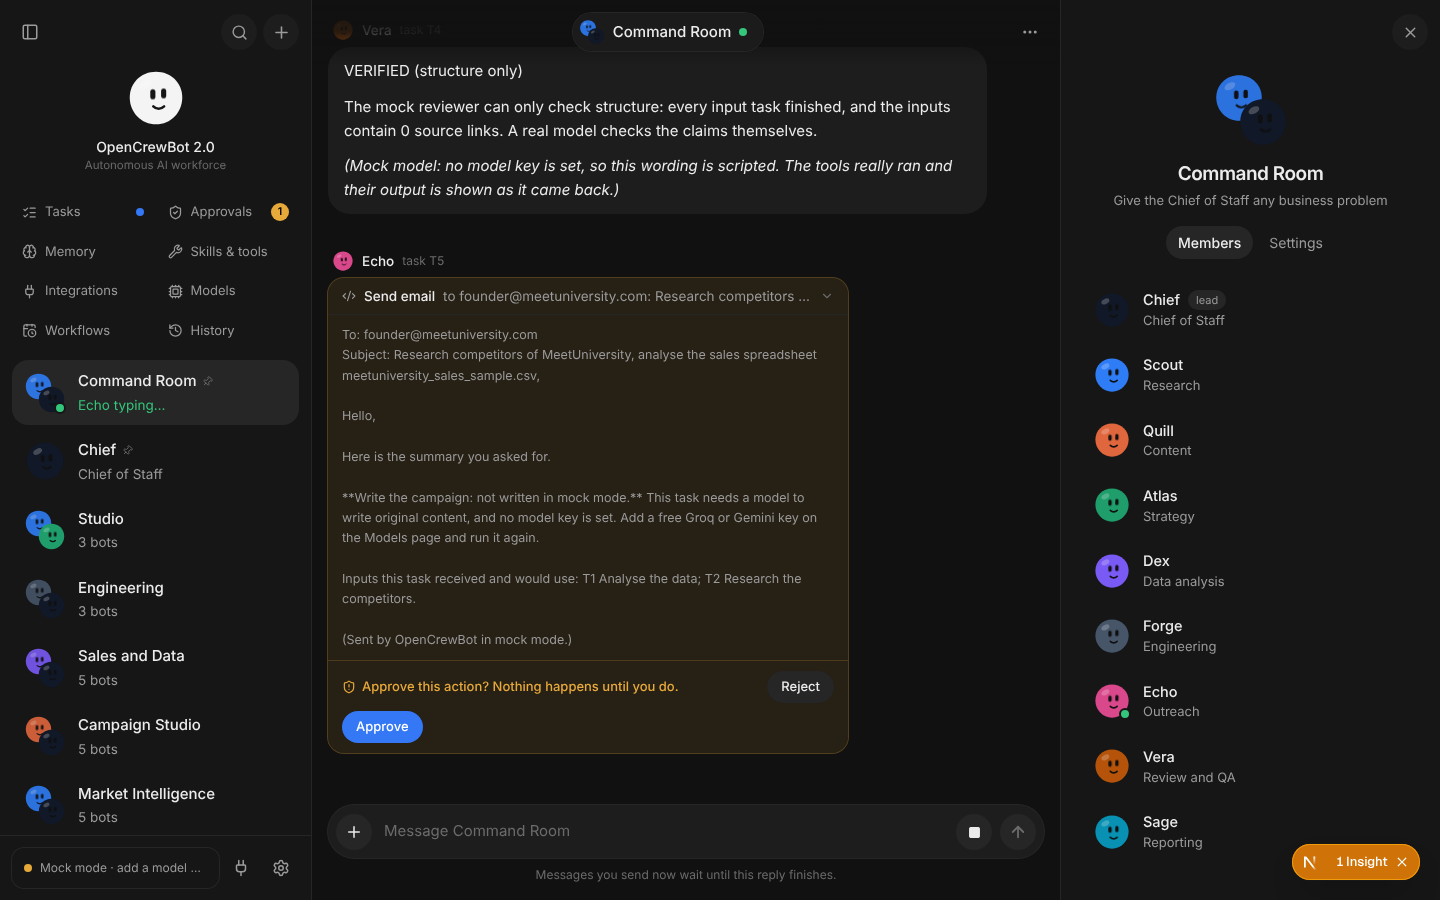 OpenCrewBot 2.0
Autonomous AI workforce
Tasks
Approvals
1
Memory
Skills & tools
Integrations
Models
Workflows
History
Command Room
Echo typing...
Chief
Chief of Staff
Studio
3 bots
Engineering
3 bots
Sales and Data
5 bots
Campaign Studio
5 bots
Market Intelligence
5 bots
Mock mode · add a model ...
Vera task T4
Command Room
VERIFIED (structure only)
The mock reviewer can only check structure: every input task finished, and the inputs
contain 0 source links. A real model checks the claims themselves.
(Mock model: no model key is set, so this wording is scripted. The tools really ran and
their output is shown as it came back.)
Echo task T5
Send email to founder@meetuniversity.com: Research competitors ...
To: founder@meetuniversity.com
Subject: Research competitors of MeetUniversity, analyse the sales spreadsheet
meetuniversity_sales_sample.csv,
Hello,
Here is the summary you asked for.
**Write the campaign: not written in mock mode.** This task needs a model to
write original content, and no model key is set. Add a free Groq or Gemini key on
the Models page and run it again.
Inputs this task received and would use: T1 Analyse the data; T2 Research the
competitors.
(Sent by OpenCrewBot in mock mode.)
Approve this action? Nothing happens until you do.
Reject
Approve
Message Command Room
Messages you send now wait until this reply finishes.
Command Room
Give the Chief of Staff any business problem
Members
Settings
Chief lead
Chief of Staff
Scout
Research
Quill
Content
Atlas
Strategy
Dex
Data analysis
Forge
Engineering
Echo
Outreach
Vera
Review and QA
Sage
Reporting
N 1 Insight